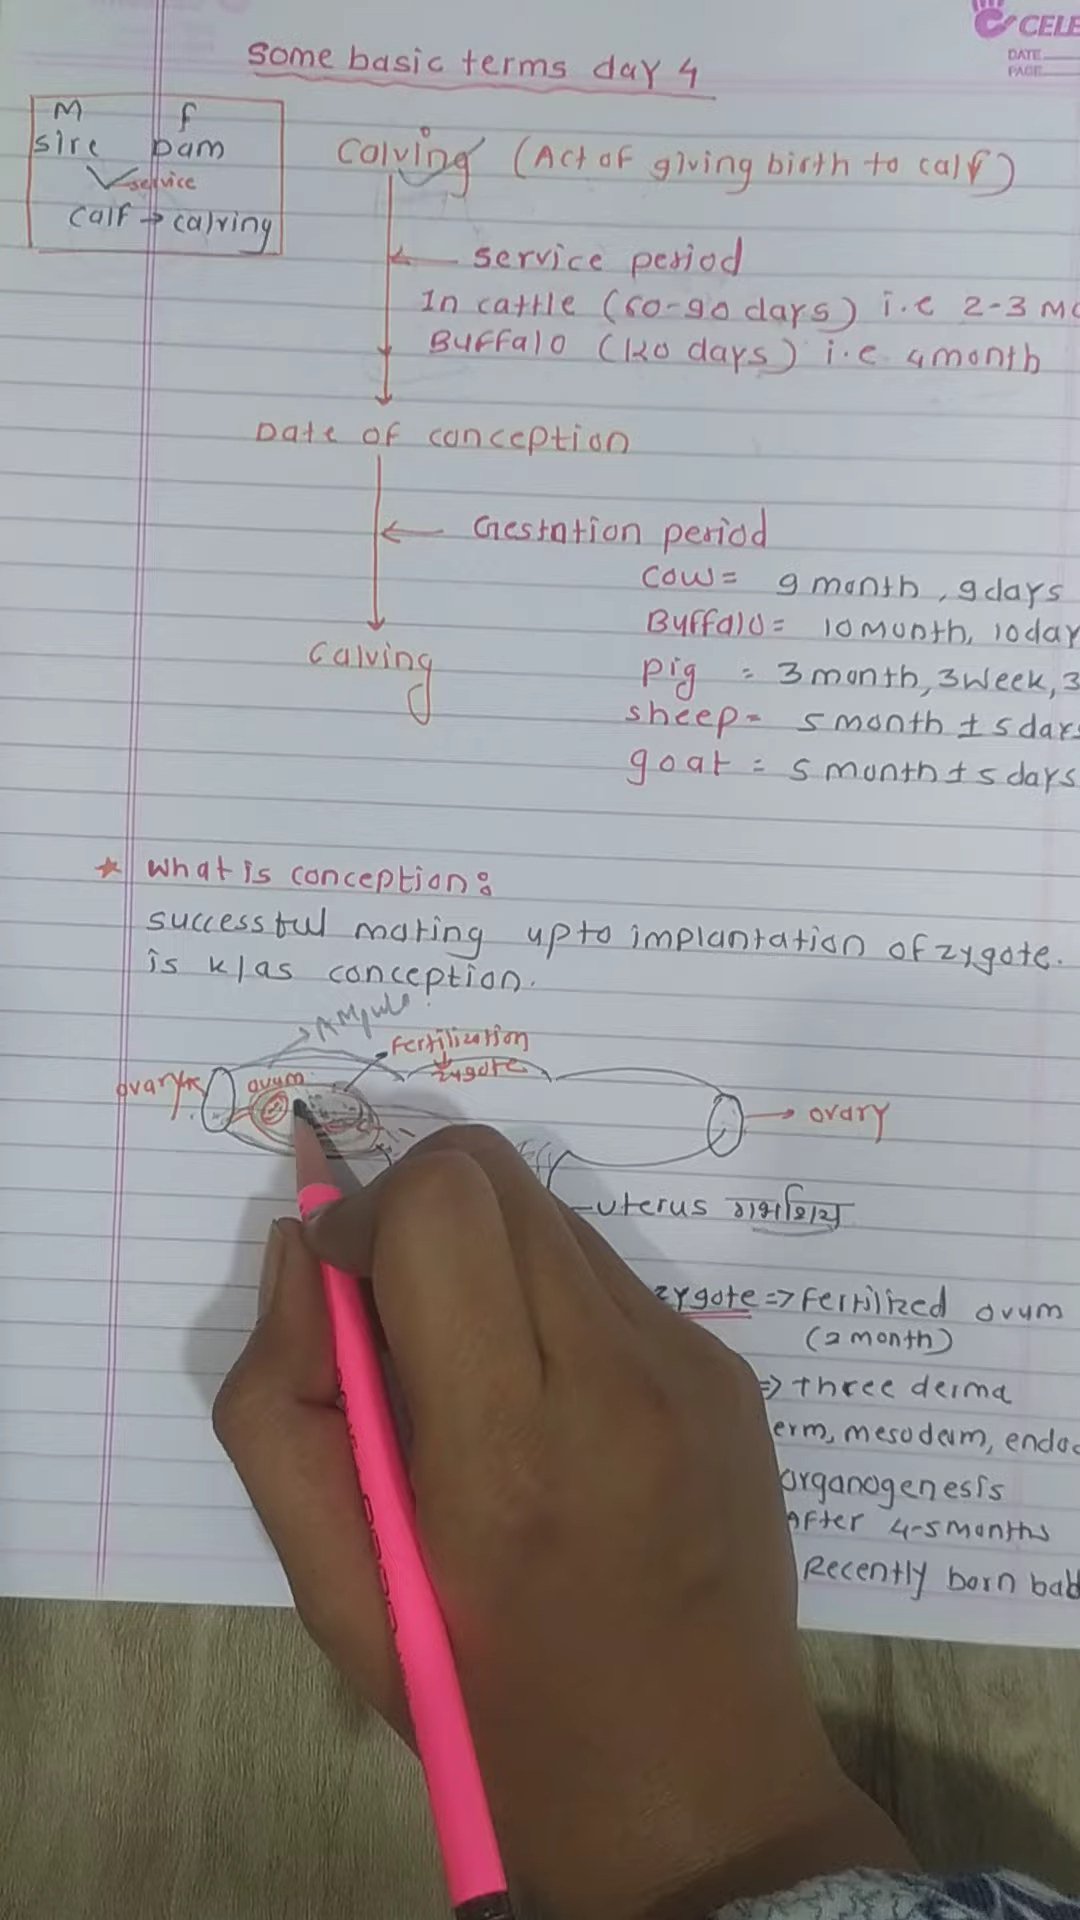 CELE
DATE
PAGE
some basic terms day 4
M F
sire Dam
service
calf → calving
calving (Act of giving birth to calf)
service period
In cattle (60-90 days) i.e 2-3 mo
Buffalo (120 days) i.e 4 month
Date of conception
Gestation period
cow = 9 month, 9 days
Buffalo = 10 month, 10 day
calving
pig = 3 month, 3 week, 3
sheep = 5 month ± 5 days
goat = 5 month ± 5 days
* What is conception:
successful mating upto implantation of zygote.
is k/as conception.
Ampula
Fertilization
zygote
ovary
ovum
ovary
uterus गर्भाशय
zygote => Fertilized ovum
(2 month)
=> three derma
erm, mesoderm, endo
organogenesis
After 4-5 months
Recently born bab